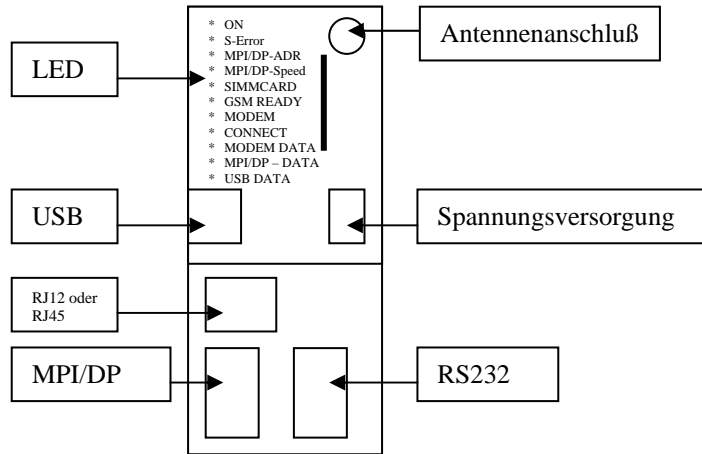 * ON
* S-Error
* MPI/DP-ADR
* MPI/DP-Speed
* SIMMCARD
* GSM READY
* MODEM
* CONNECT
* MODEM DATA
* MPI/DP – DATA
* USB DATA
Antennenanschluß
LED
USB
Spannungsversorgung
RJ12 oder
RJ45
MPI/DP
RS232